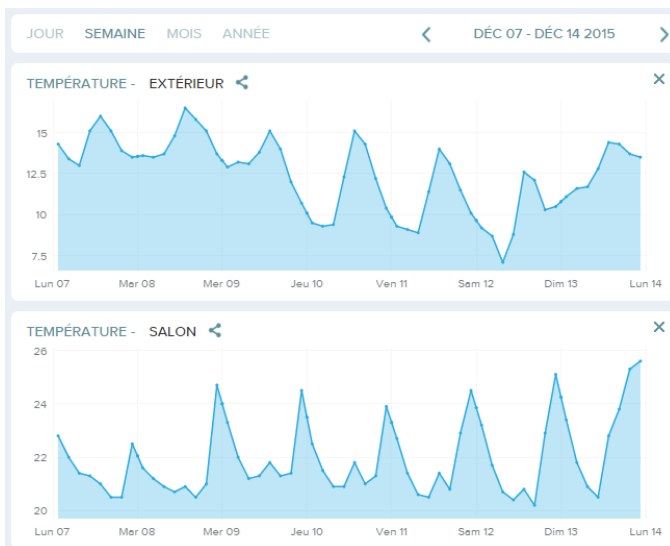 JOUR SEMAINE MOIS ANNÉE DÉC 07 - DÉC 14 2015
TEMPÉRATURE - EXTÉRIEUR
15
12.5
10
7.5
Lun 07 Mar 08 Mer 09 Jeu 10 Ven 11 Sam 12 Dim 13 Lun 14
TEMPÉRATURE - SALON
26
24
22
20
Lun 07 Mar 08 Mer 09 Jeu 10 Ven 11 Sam 12 Dim 13 Lun 14